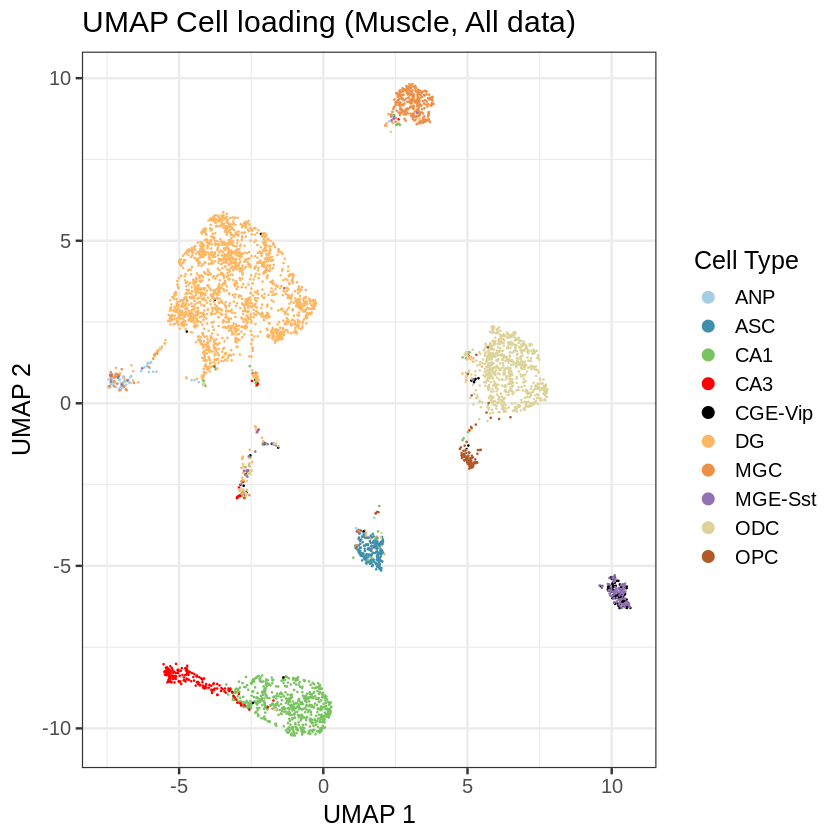 UMAP Cell loading (Muscle, All data)
10
5
0
-5
-10
UMAP 2
-5 0 5 10
UMAP 1
Cell Type
ANP
ASC
CA1
CA3
CGE-Vip
DG
MGC
MGE-Sst
ODC
OPC